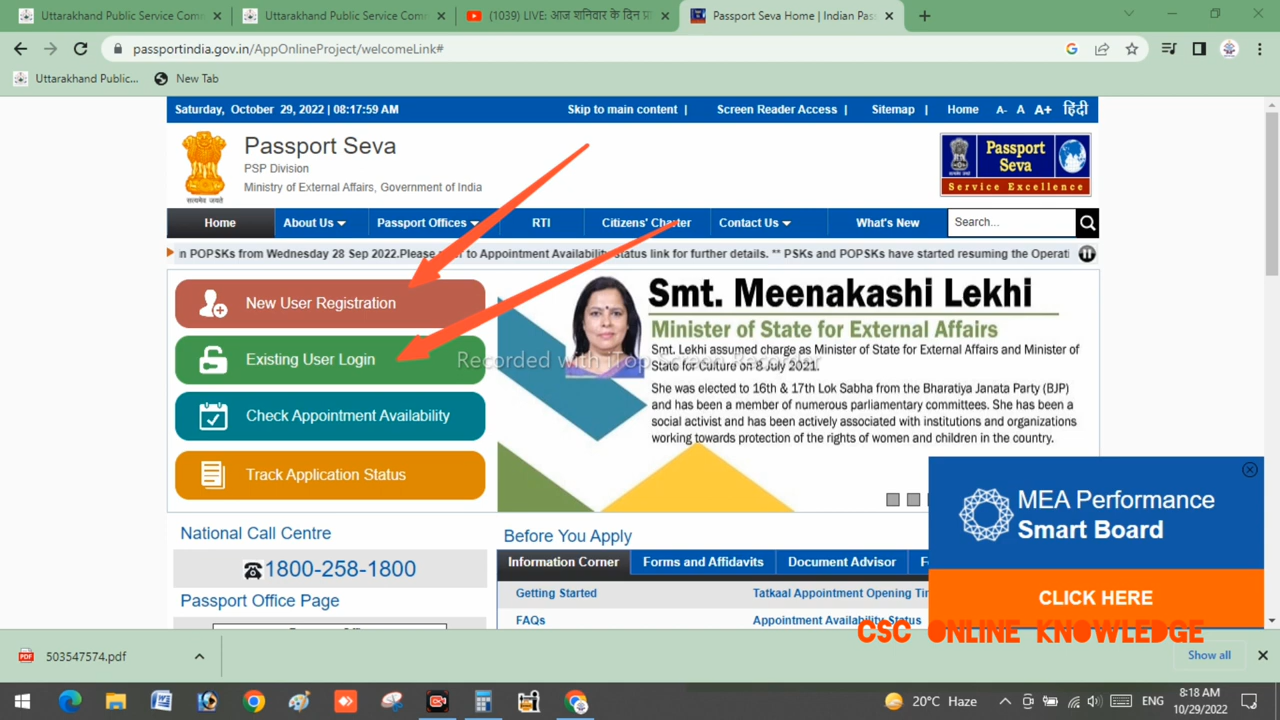 Uttarakhand Public Service Comm
Uttarakhand Public Service Comm
(1039) LIVE: आज शनिवार के दिन प्र
Passport Seva Home | Indian Pas
passportindia.gov.in/AppOnlineProject/welcomeLink#
Uttarakhand Public...
New Tab
Saturday, October 29, 2022 | 08:17:59 AM
Skip to main content |
Screen Reader Access |
Sitemap |
Home
A- A A+ हिंदी
Passport Seva
PSP Division
Ministry of External Affairs, Government of India
सत्यमेव जयते
Passport
Seva
Service Excellence
Home
About Us
Passport Offices
RTI
Citizens' Charter
Contact Us
What's New
Search...
in POPSKs from Wednesday 28 Sep 2022.Please refer to Appointment Availability status link for further details. ** PSKs and POPSKs have started resuming the Operati
New User Registration
Existing User Login
Check Appointment Availability
Track Application Status
Smt. Meenakashi Lekhi
Minister of State for External Affairs
Smt. Lekhi assumed charge as Minister of State for External Affairs and Minister of
State for Culture on 8 July 2021.
She was elected to 16th & 17th Lok Sabha from the Bharatiya Janata Party (BJP)
and has been a member of numerous parliamentary committees. She has been a
social activist and has been actively associated with institutions and organizations
working towards protection of the rights of women and children in the country.
Recorded with iTop Screen Recorder
National Call Centre
1800-258-1800
Passport Office Page
Before You Apply
Information Corner
Forms and Affidavits
Document Advisor
Getting Started
Tatkaal Appointment Opening Tim
FAQs
Appointment Availability Status
MEA Performance
Smart Board
CLICK HERE
CSC ONLINE KNOWLEDGE
503547574.pdf
Show all
20°C Haze
ENG
8:18 AM
10/29/2022